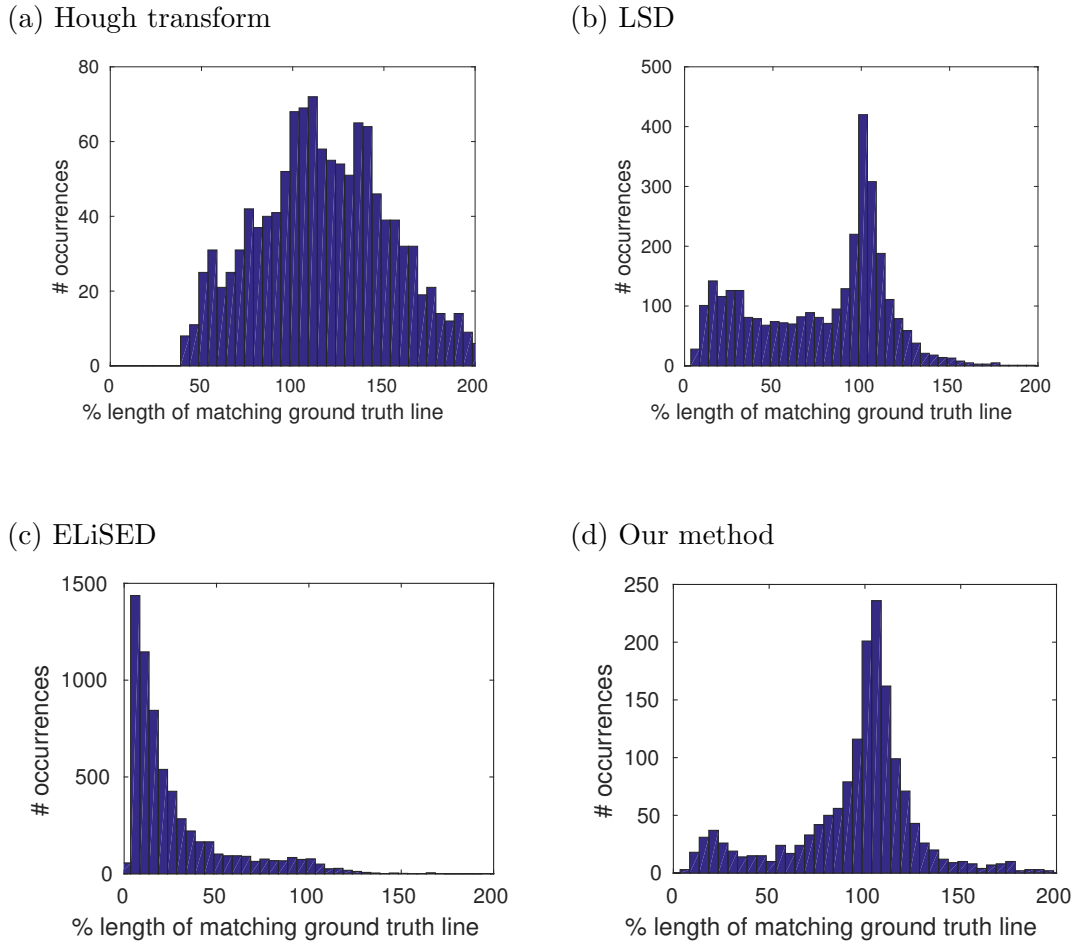 (a) Hough transform
80
60
40
20
0
0 50 100 150 200
# occurrences
% length of matching ground truth line
(b) LSD
500
400
300
200
100
0
0 50 100 150 200
# occurrences
% length of matching ground truth line
(c) ELiSED
1500
1000
500
0
0 50 100 150 200
# occurrences
% length of matching ground truth line
(d) Our method
250
200
150
100
50
0
0 50 100 150 200
# occurrences
% length of matching ground truth line